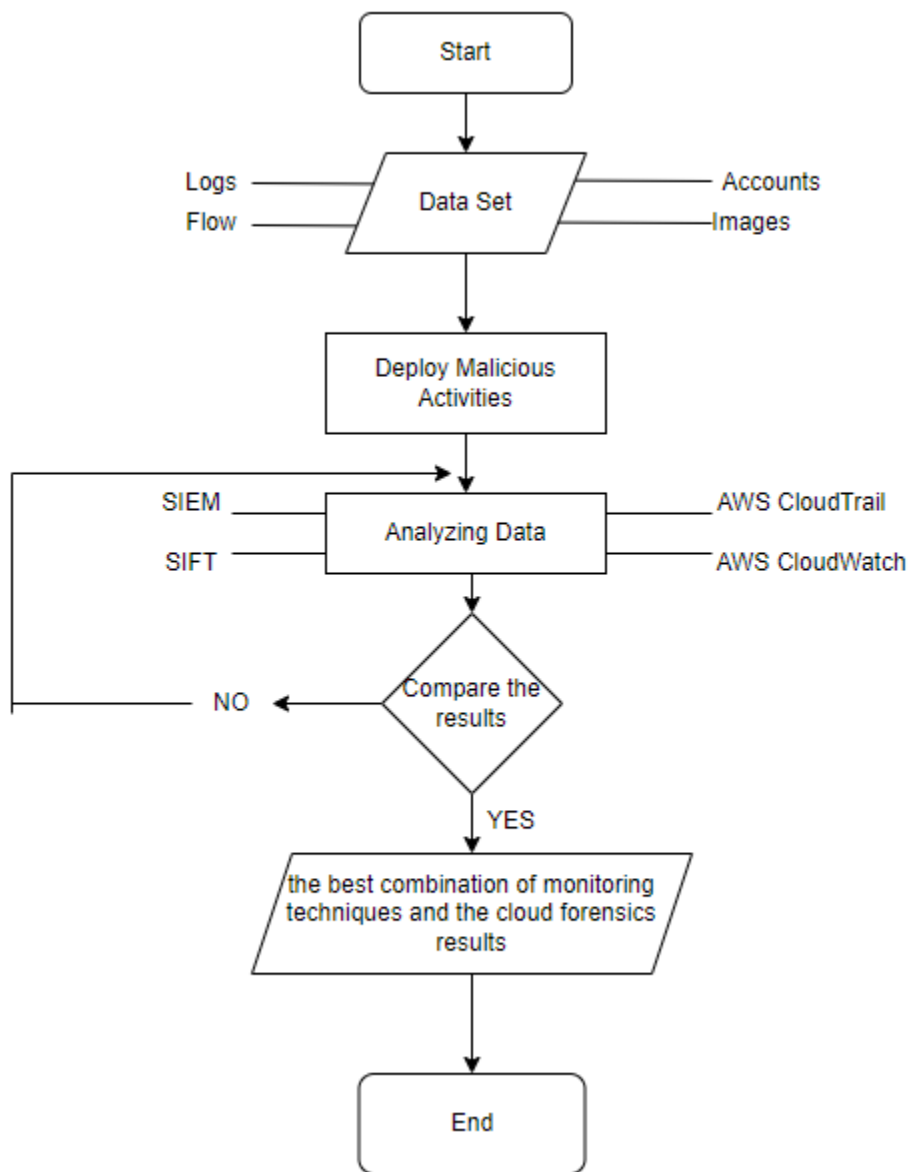 Start
Logs
Flow
Data Set
Accounts
Images
Deploy Malicious
Activities
SIEM
SIFT
Analyzing Data
AWS CloudTrail
AWS CloudWatch
Compare the
results
NO
YES
the best combination of monitoring
techniques and the cloud forensics
results
End